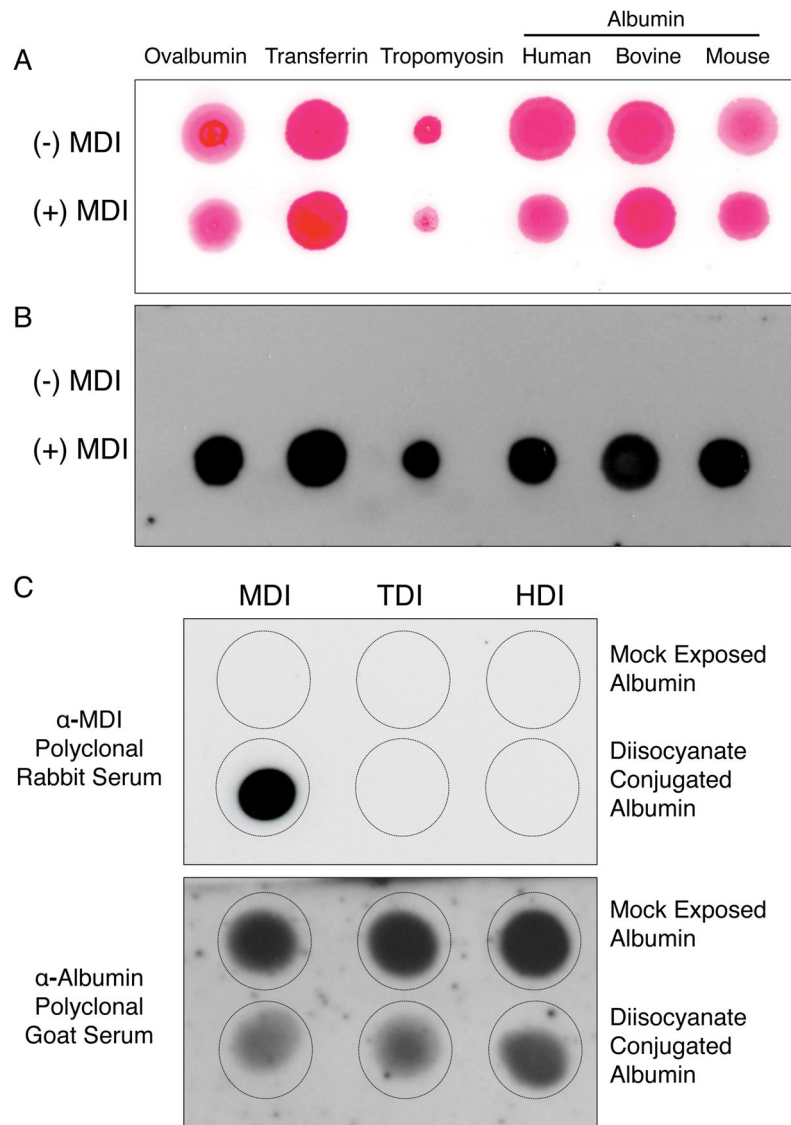 A
Albumin
Ovalbumin Transferrin Tropomyosin Human Bovine Mouse
(-) MDI
(+) MDI
B
(-) MDI
(+) MDI
C
MDI TDI HDI
α-MDI
Polyclonal
Rabbit Serum
Mock Exposed
Albumin
Diisocyanate
Conjugated
Albumin
α-Albumin
Polyclonal
Goat Serum
Mock Exposed
Albumin
Diisocyanate
Conjugated
Albumin